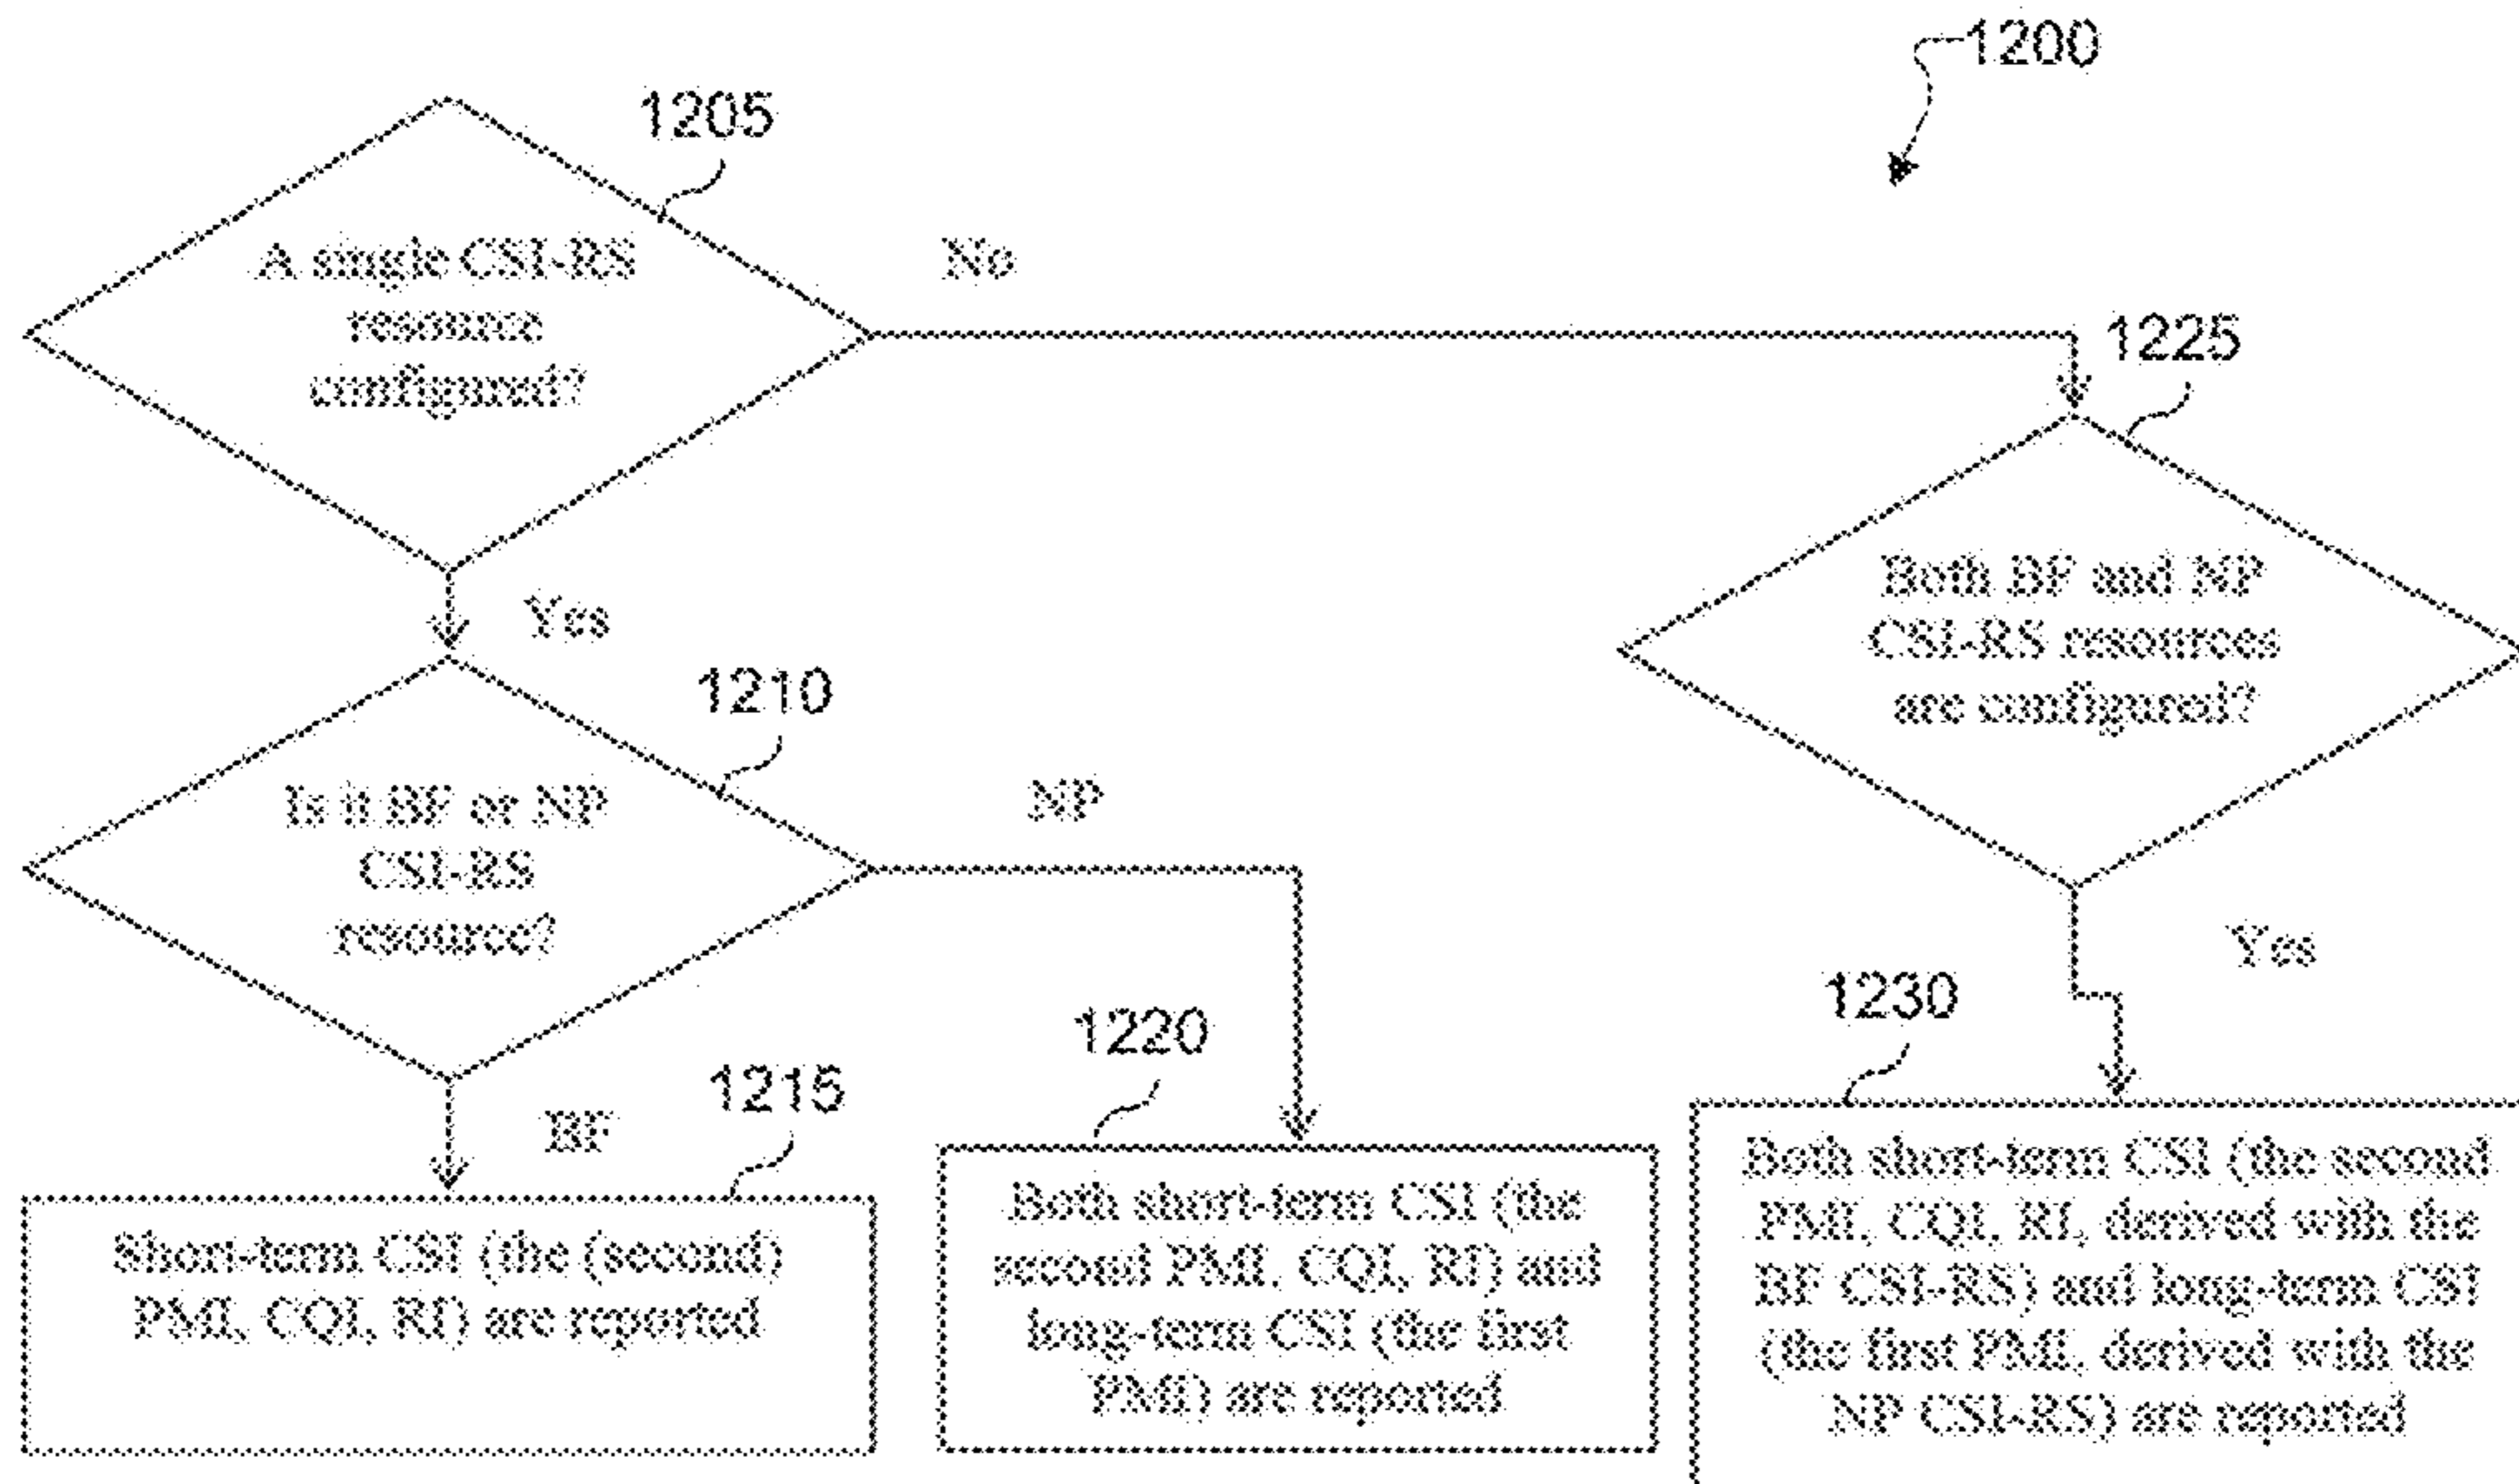 1200
1205
A single CSI-RS
resource
configured?
No
Yes
1225
Both BF and NP
CSI-RS resources
are configured?
Yes
1210
Is it BF or NP
CSI-RS
resource?
NP
BF
1215
Short-term CSI (the (second)
PMI, CQI, RI) are reported
1220
Both short-term CSI (the
second PMI, CQI, RI) and
long-term CSI (the first
PMI) are reported
1230
Both short-term CSI (the second
PMI, CQI, RI, derived with the
BF CSI-RS) and long-term CSI
(the first PMI, derived with the
NP CSI-RS) are reported